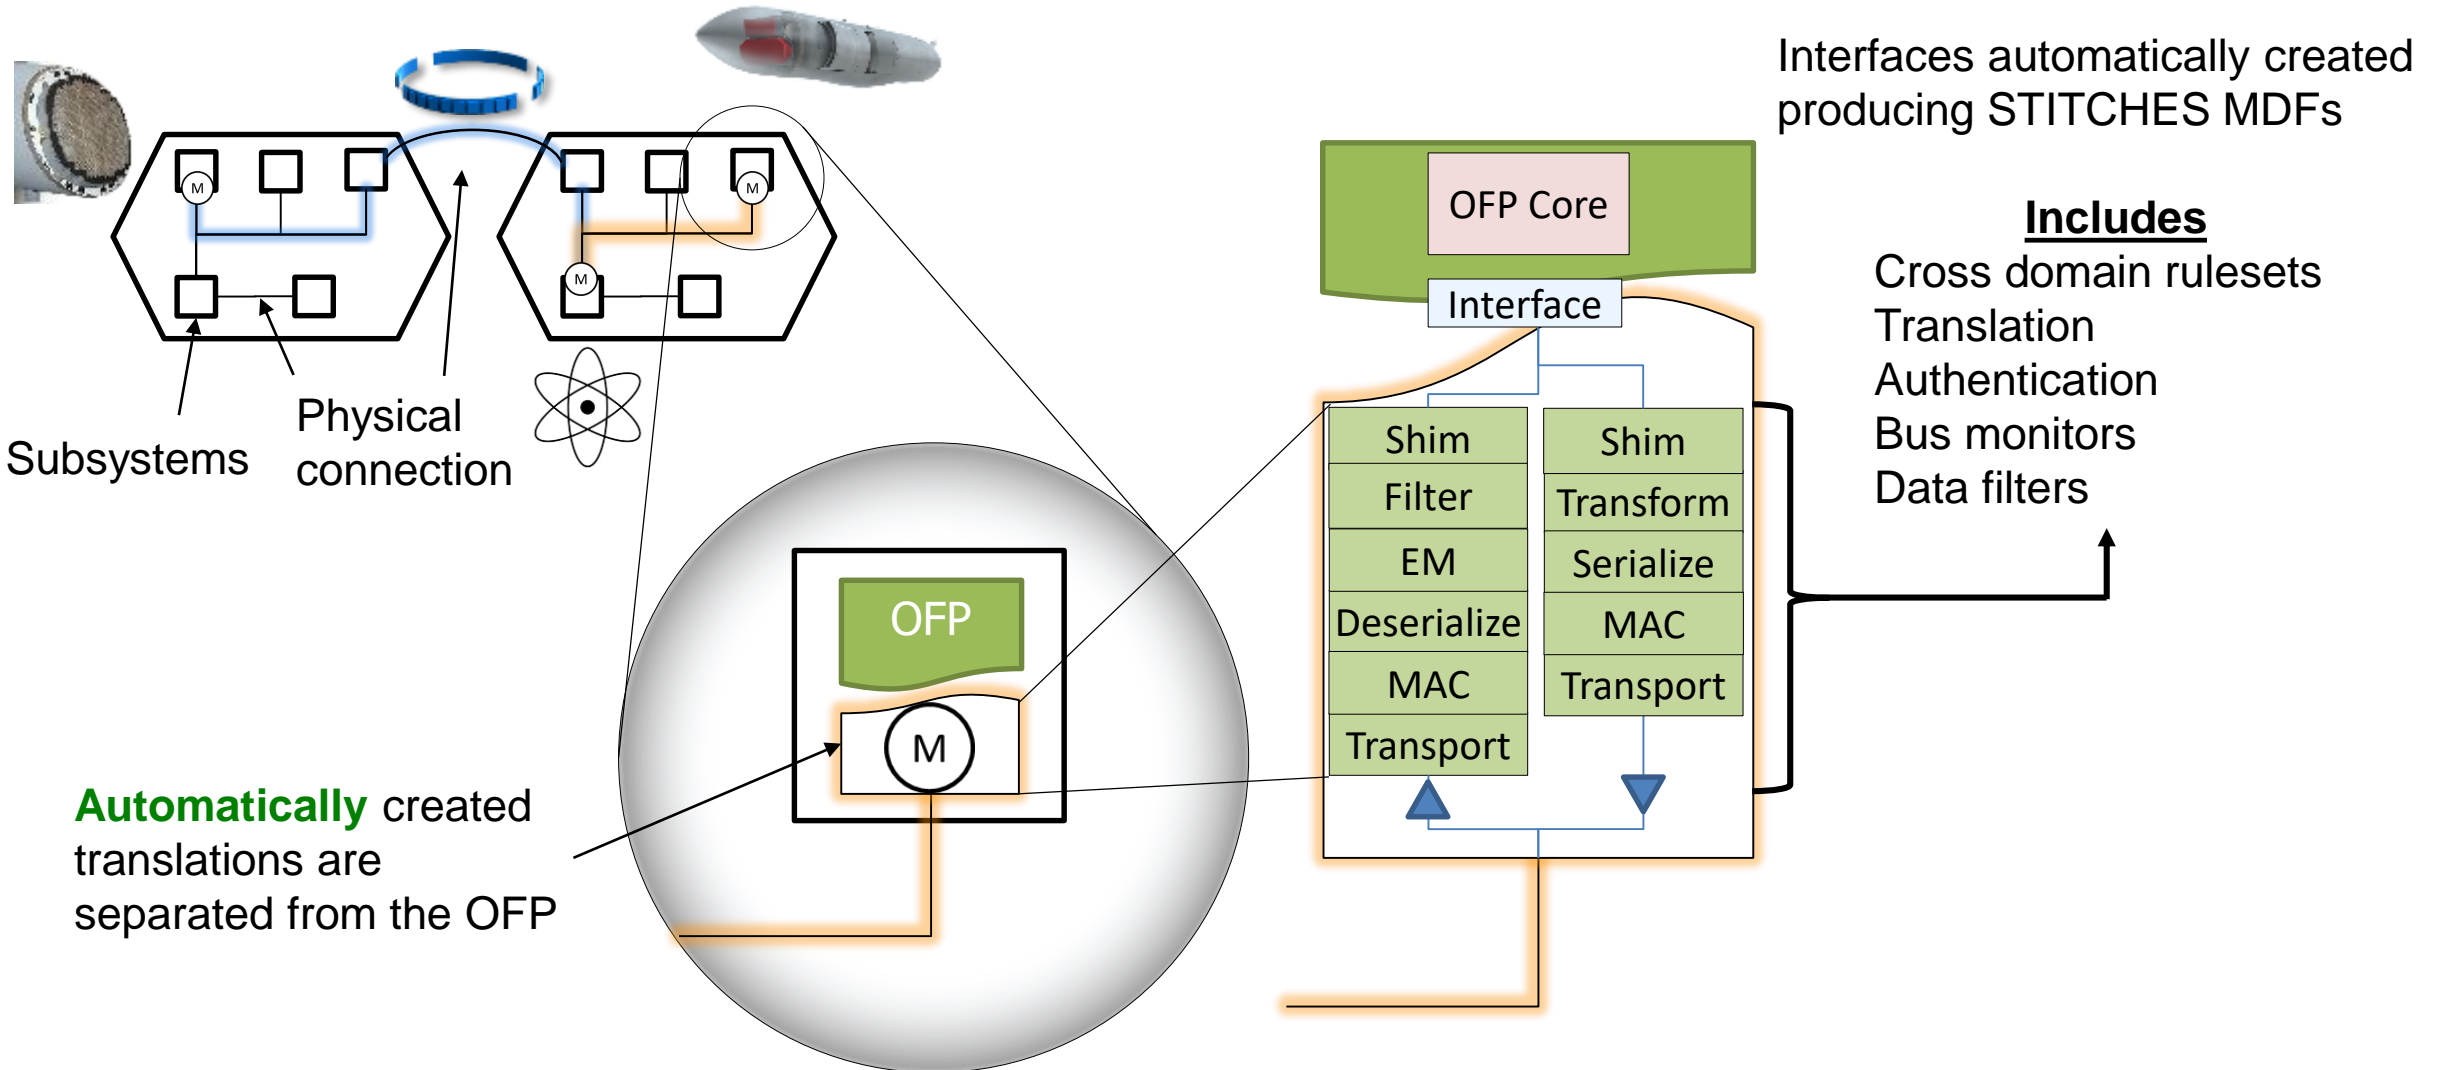 Interfaces automatically created
producing STITCHES MDFs
M
M
M
Subsystems
Physical
connection
OFP
M
Automatically created
translations are
separated from the OFP
OFP Core
Interface
Shim
Filter
EM
Deserialize
MAC
Transport
Shim
Transform
Serialize
MAC
Transport
Includes
Cross domain rulesets
Translation
Authentication
Bus monitors
Data filters